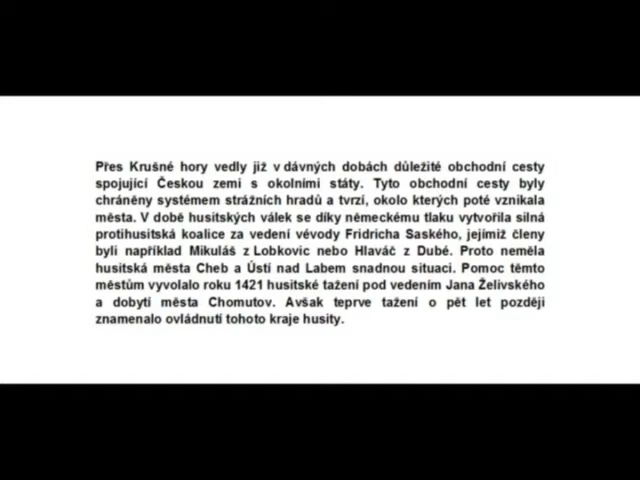 Přes Krušné hory vedly již v dávných dobách důležité obchodní cesty
spojující Českou zemi s okolními státy. Tyto obchodní cesty byly
chráněny systémem strážních hradů a tvrzí, okolo kterých poté vznikala
města. V době husitských válek se díky německému tlaku vytvořila silná
protihusitská koalice za vedení vévody Fridricha Saského, jejímiž členy
byli například Mikuláš z Lobkovic nebo Hlaváč z Dubé. Proto neměla
husitská města Cheb a Ústí nad Labem snadnou situaci. Pomoc těmto
městům vyvolalo roku 1421 husitské tažení pod vedením Jana Želivského
a dobytí města Chomutov. Avšak teprve tažení o pět let později
znamenalo ovládnutí tohoto kraje husity.